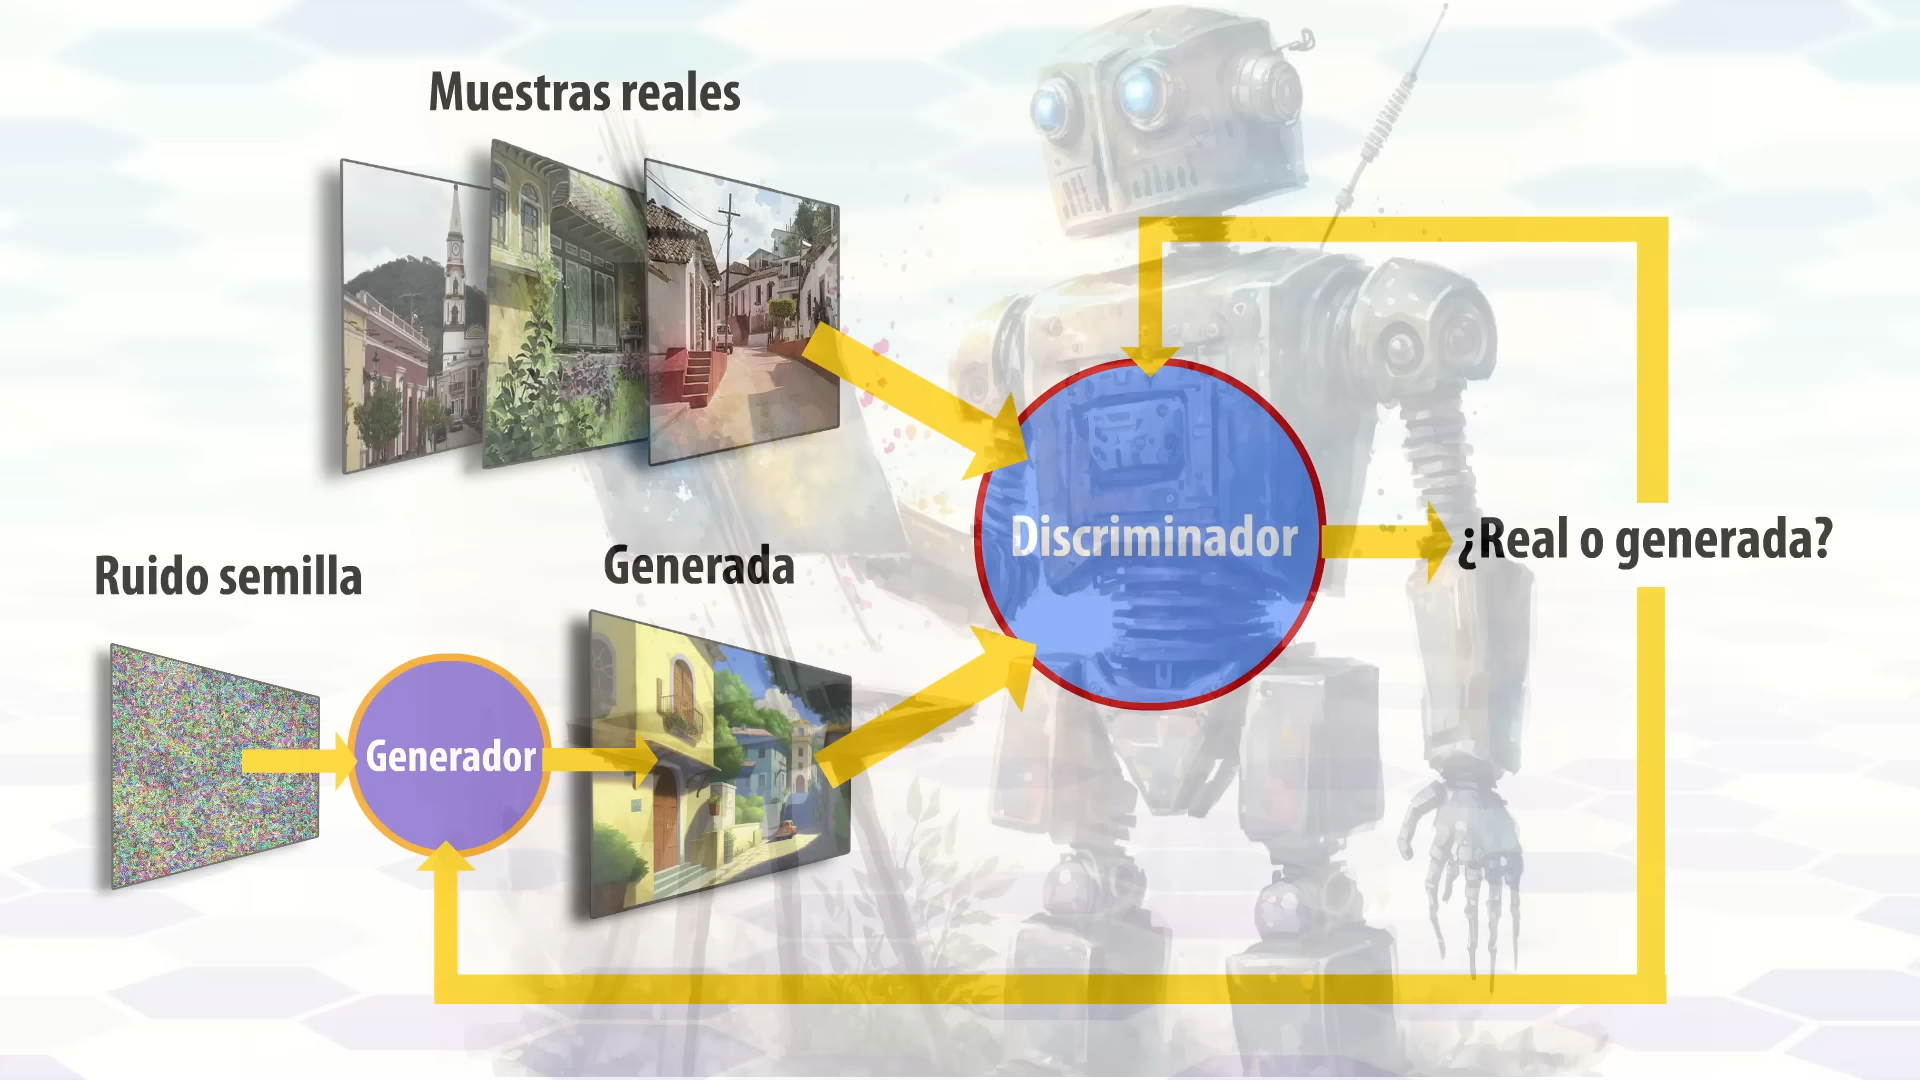 Muestras reales
Ruido semilla
Generada
Generador
Discriminador
¿Real o generada?